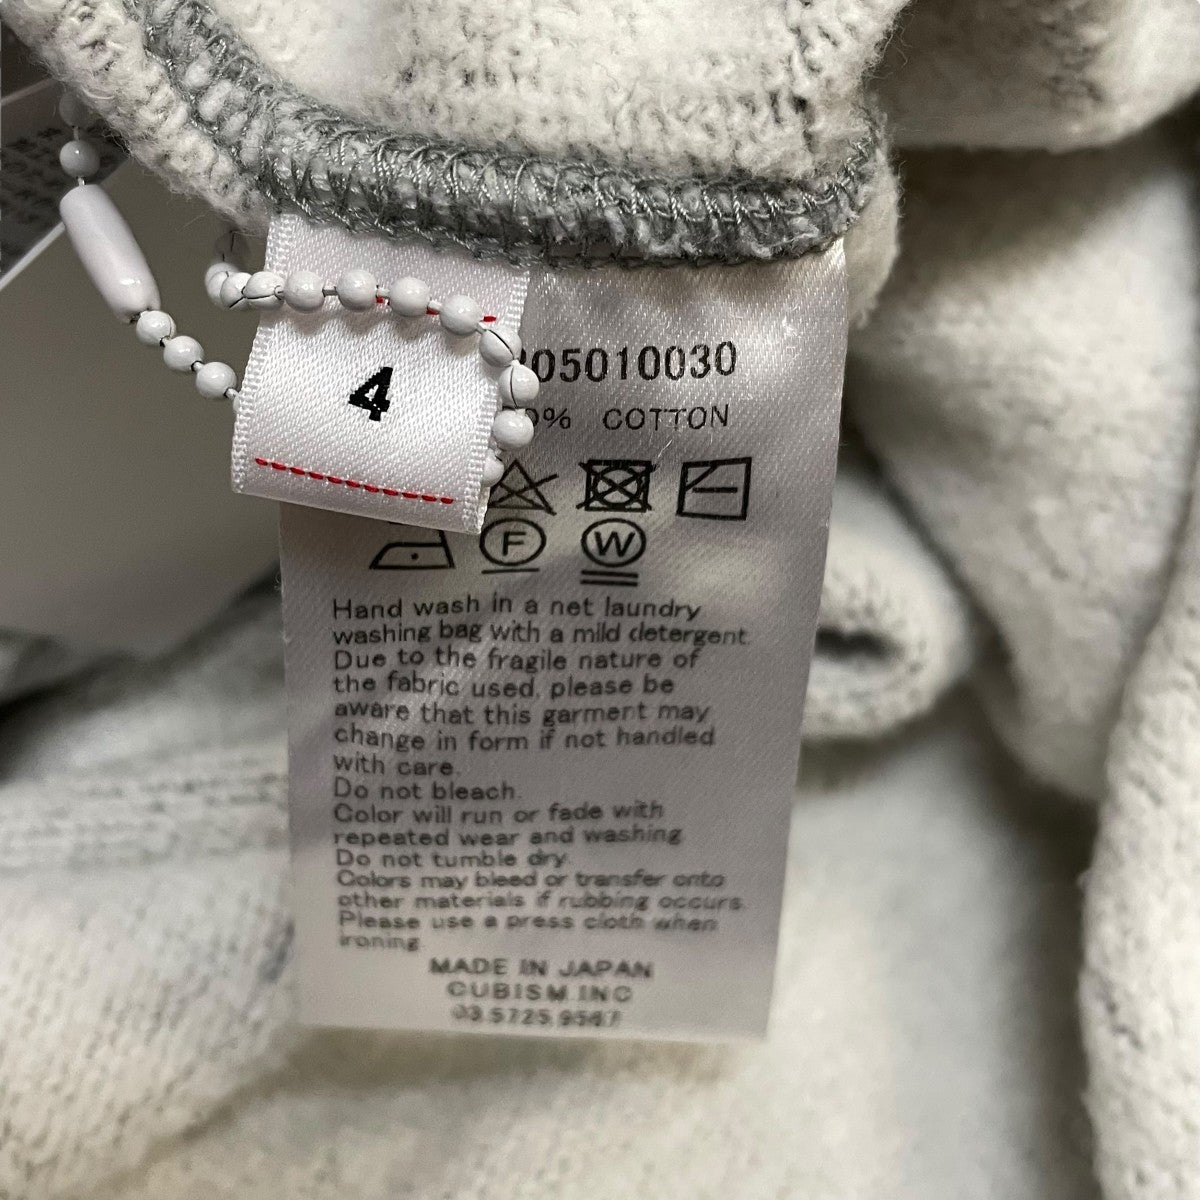 4
05010030
0% COTTON
F W
Hand wash in a net laundry
washing bag with a mild detergent.
Due to the fragile nature of
the fabric used, please be
aware that this garment may
change in form if not handled
with care.
Do not bleach.
Color will run or fade with
repeated wear and washing
Do not tumble dry.
Colors may bleed or transfer onto
other materials if rubbing occurs.
Please use a press cloth when
ironing.
MADE IN JAPAN
CUBISM.INC
03.5725.9567